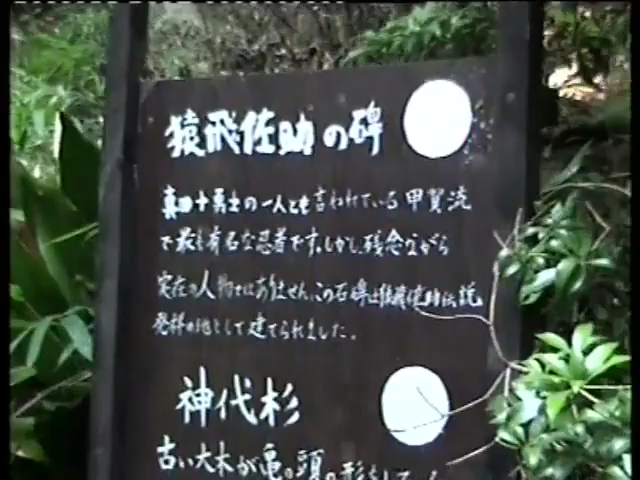 猿飛佐助の碑
真田十勇士の一人とも言われている甲賀流
で最も有名な忍者です。しかし、残念ながら
実在の人物ではありません。この石碑は猿飛佐助伝説
発祥の地として建てられました。
神代杉
古い大木が亀の頭の形をして